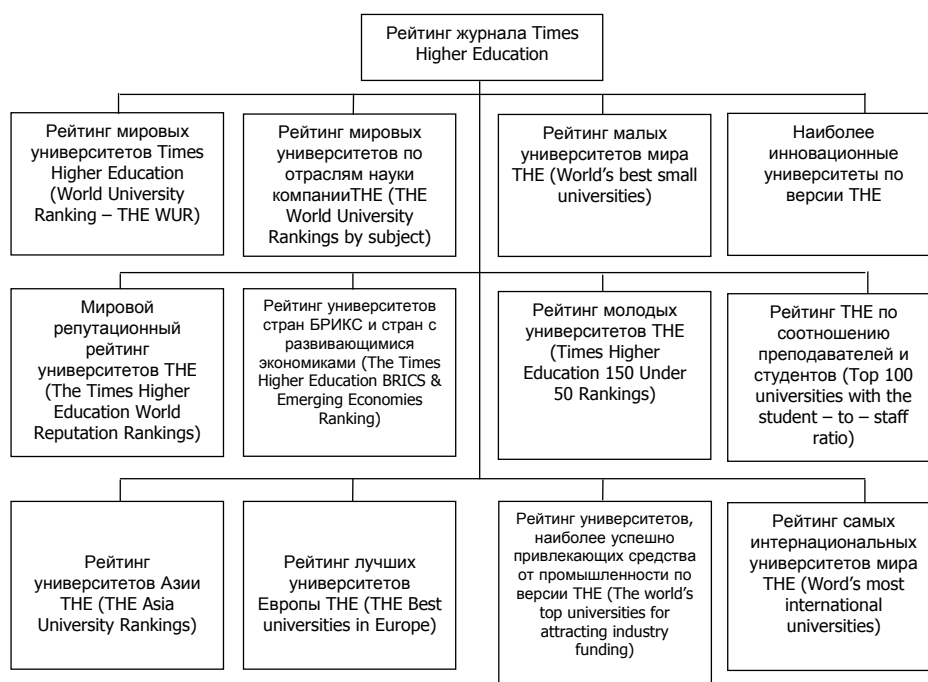 Рейтинг журнала Times
Higher Education
Рейтинг мировых
университетов Times
Higher Education
(World University
Ranking – THE WUR)
Рейтинг мировых
университетов по
отраслям науки
компанииTHE (THE
World University
Rankings by subject)
Рейтинг малых
университетов мира
THE (World’s best small
universities)
Наиболее
инновационные
университеты по
версии THE
Мировой
репутационный
рейтинг
университетов THE
(The Times Higher
Education World
Reputation Rankings)
Рейтинг университетов
стран БРИКС и стран с
развивающимися
экономиками (The Times
Higher Education BRICS &
Emerging Economies
Ranking)
Рейтинг молодых
университетов THE
(Times Higher
Education 150 Under
50 Rankings)
Рейтинг THE по
соотношению
преподавателей и
студентов (Top 100
universities with the
student – to – staff
ratio)
Рейтинг
университетов Азии
THE (THE Asia
University Rankings)
Рейтинг лучших
университетов
Европы THE (THE Best
universities in Europe)
Рейтинг университетов,
наиболее успешно
привлекающих средства
от промышленности по
версии THE (The world’s
top universities for
attracting industry
funding)
Рейтинг самых
интернациональных
университетов мира
THE (Word’s most
international
universities)